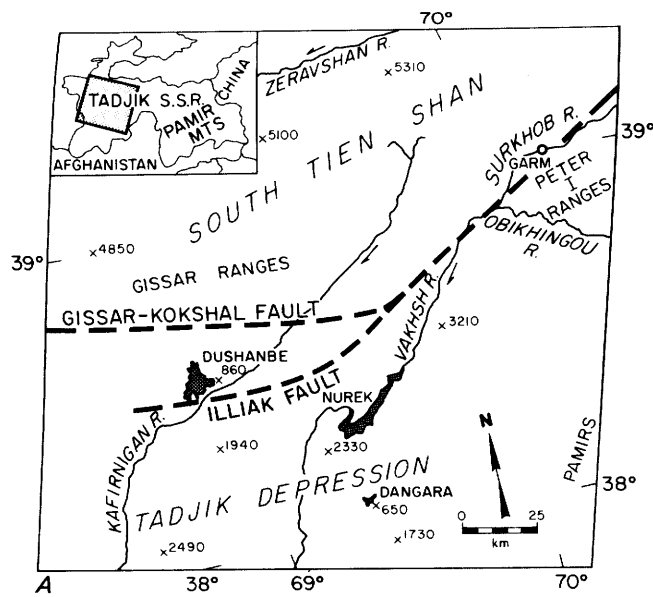 70°
ZERAVSHAN R.
×5310
CHINA
TADJIK S.S.R.
PAMIR
MTS
AFGHANISTAN
×5100
SOUTH TIEN SHAN
SURKHOB R.
39°
GARM
PETER
I
RANGES
OBIKHINGOU
R.
×4850
39°
GISSAR RANGES
GISSAR-KOKSHAL FAULT
VAKHSH R.
×3210
DUSHANBE
×860
ILLIAK FAULT
NUREK
KAFIRNIGAN R.
×1940
×2330
N
PAMIRS
TADJIK DEPRESSION
DANGARA
×650
38°
0 25
km
×2490
×1730
A
38°
69°
70°